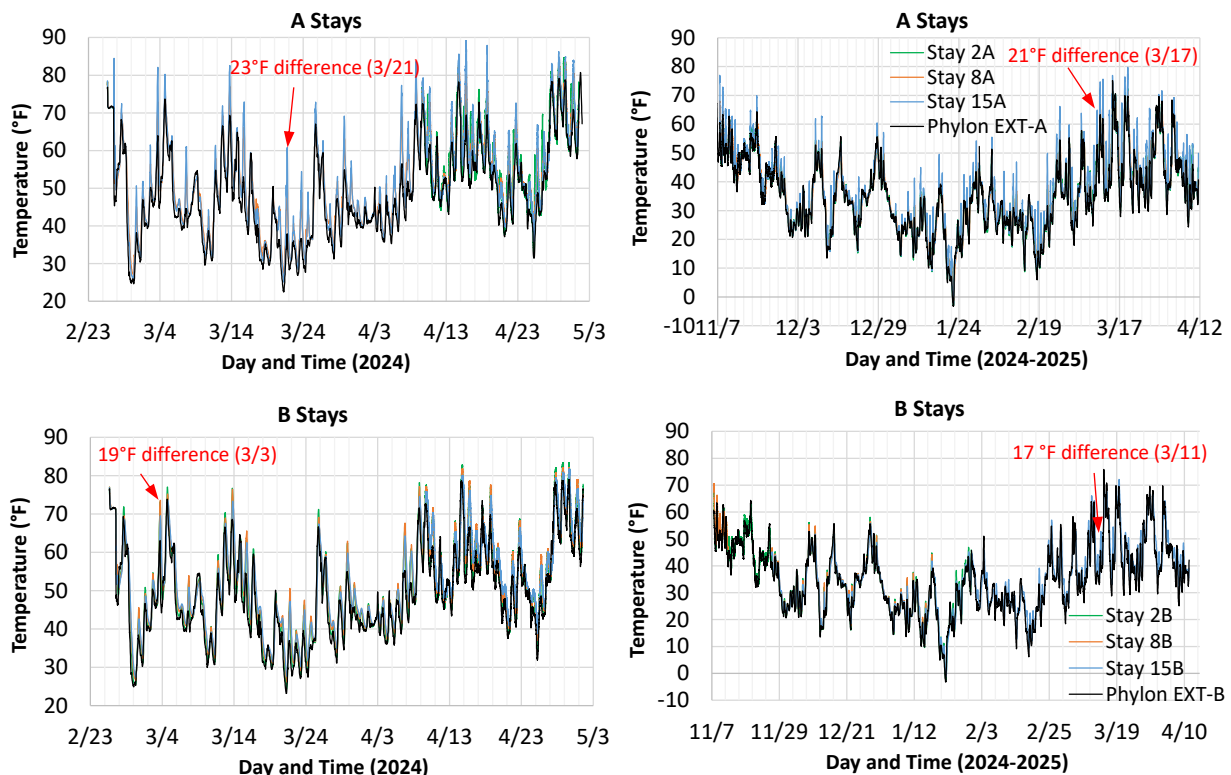 A Stays
90
80
70
60
50
40
30
20
Temperature (°F)
23°F difference (3/21)
2/23 3/4 3/14 3/24 4/3 4/13 4/23 5/3
Day and Time (2024)
A Stays
90
80
70
60
50
40
30
20
10
0
-10
Temperature (°F)
21°F difference (3/17)
Stay 2A
Stay 8A
Stay 15A
Phylon EXT-A
11/7 12/3 12/29 1/24 2/19 3/17 4/12
Day and Time (2024-2025)
B Stays
90
80
70
60
50
40
30
20
Temperature (°F)
19°F difference (3/3)
2/23 3/4 3/14 3/24 4/3 4/13 4/23 5/3
Day and Time (2024)
B Stays
90
80
70
60
50
40
30
20
10
0
-10
Temperature (°F)
17 °F difference (3/11)
Stay 2B
Stay 8B
Stay 15B
Phylon EXT-B
11/7 11/29 12/21 1/12 2/3 2/25 3/19 4/10
Day and Time (2024-2025)